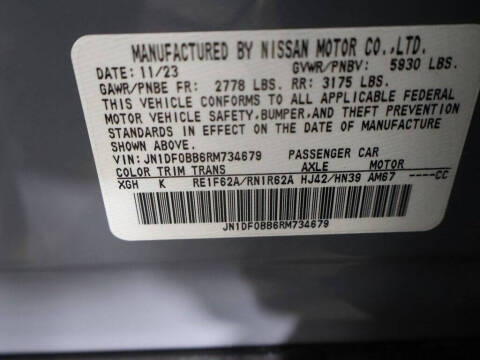 MANUFACTURED BY NISSAN MOTOR CO.,LTD.
DATE: 11/23 GVWR/PNBV: 5930 LBS.
GAWR/PNBE FR: 2778 LBS. RR: 3175 LBS.
THIS VEHICLE CONFORMS TO ALL APPLICABLE FEDERAL
MOTOR VEHICLE SAFETY,BUMPER,AND THEFT PREVENTION
STANDARDS IN EFFECT ON THE DATE OF MANUFACTURE
SHOWN ABOVE.
VIN: JN1DF0BB6RM734679 PASSENGER CAR
COLOR TRIM TRANS AXLE MOTOR
XGH K RE1F62A/RN1R62A HJ42/HN39 AM67 ----CC
JN1DF0BB6RM734679